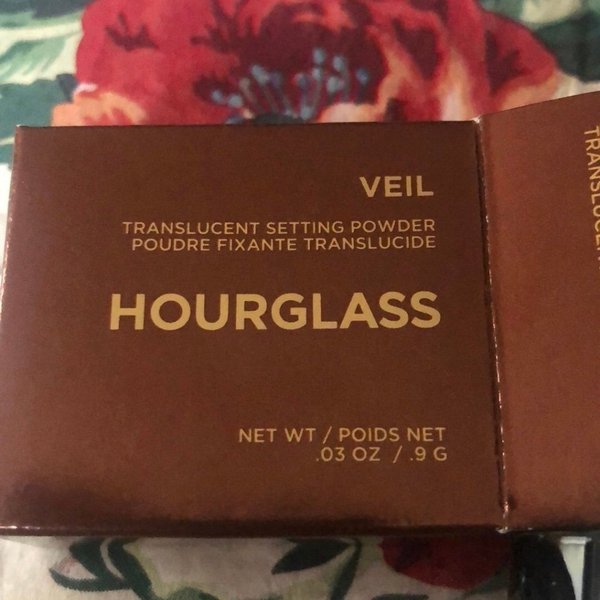 VEIL
TRANSLUCENT SETTING POWDER
POUDRE FIXANTE TRANSLUCIDE
HOURGLASS
NET WT / POIDS NET
.03 OZ / .9 G